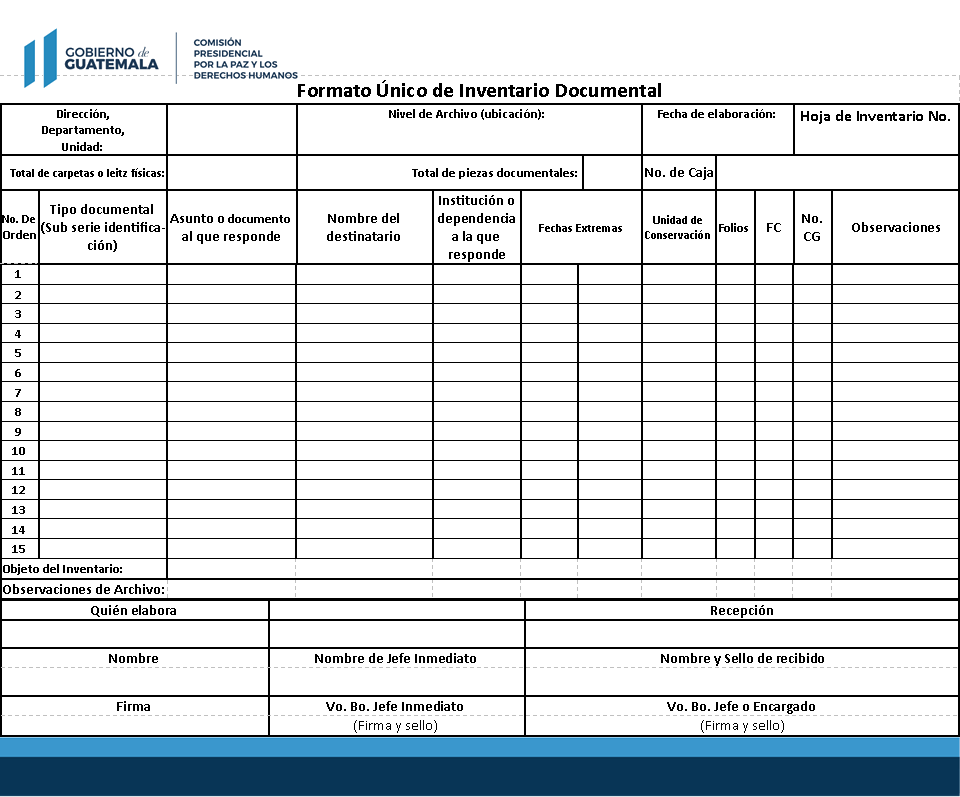 GOBIERNO de
GUATEMALA
COMISIÓN
PRESIDENCIAL
POR LA PAZ Y LOS
DERECHOS HUMANOS
Formato Único de Inventario Documental
Dirección,
Departamento,
Unidad:
Nivel de Archivo (ubicación):
Fecha de elaboración:
Hoja de Inventario No.
Total de carpetas o leitz físicas:
Total de piezas documentales:
No. de Caja
No. De
Orden
Tipo documental
(Sub serie identifica-
ción)
Asunto o documento
al que responde
Nombre del
destinatario
Institución o
dependencia
a la que
responde
Fechas Extremas
Unidad de
Conservación
Folios
FC
No.
CG
Observaciones
1
2
3
4
5
6
7
8
9
10
11
12
13
14
15
Objeto del Inventario:
Observaciones de Archivo:
Quién elabora
Recepción
Nombre
Nombre de Jefe Inmediato
Nombre y Sello de recibido
Firma
Vo. Bo. Jefe Inmediato
(Firma y sello)
Vo. Bo. Jefe o Encargado
(Firma y sello)